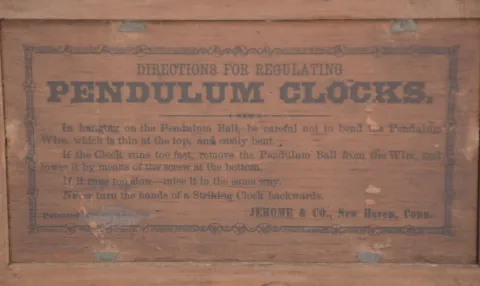 DIRECTIONS FOR REGULATING
PENDULUM CLOCKS.
In hanging on the Pendulum Ball, be careful not to bend the Pendulum
Wire, which is thin at the top, and easily bent.
If the Clock runs too fast, remove the Pendulum Ball from the Wire, and
lower it by means of the screw at the bottom.
If it runs too slow—raise it in the same way.
Never turn the hands of a Striking Clock backwards.
JEROME & CO., New Haven, Conn.